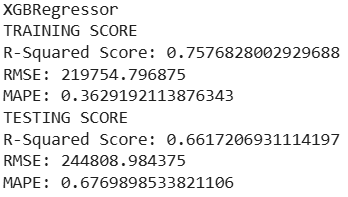 XGBRegressor
TRAINING SCORE
R-Squared Score: 0.7576828002929688
RMSE: 219754.796875
MAPE: 0.3629192113876343
TESTING SCORE
R-Squared Score: 0.6617206931114197
RMSE: 244808.984375
MAPE: 0.6769898533821106